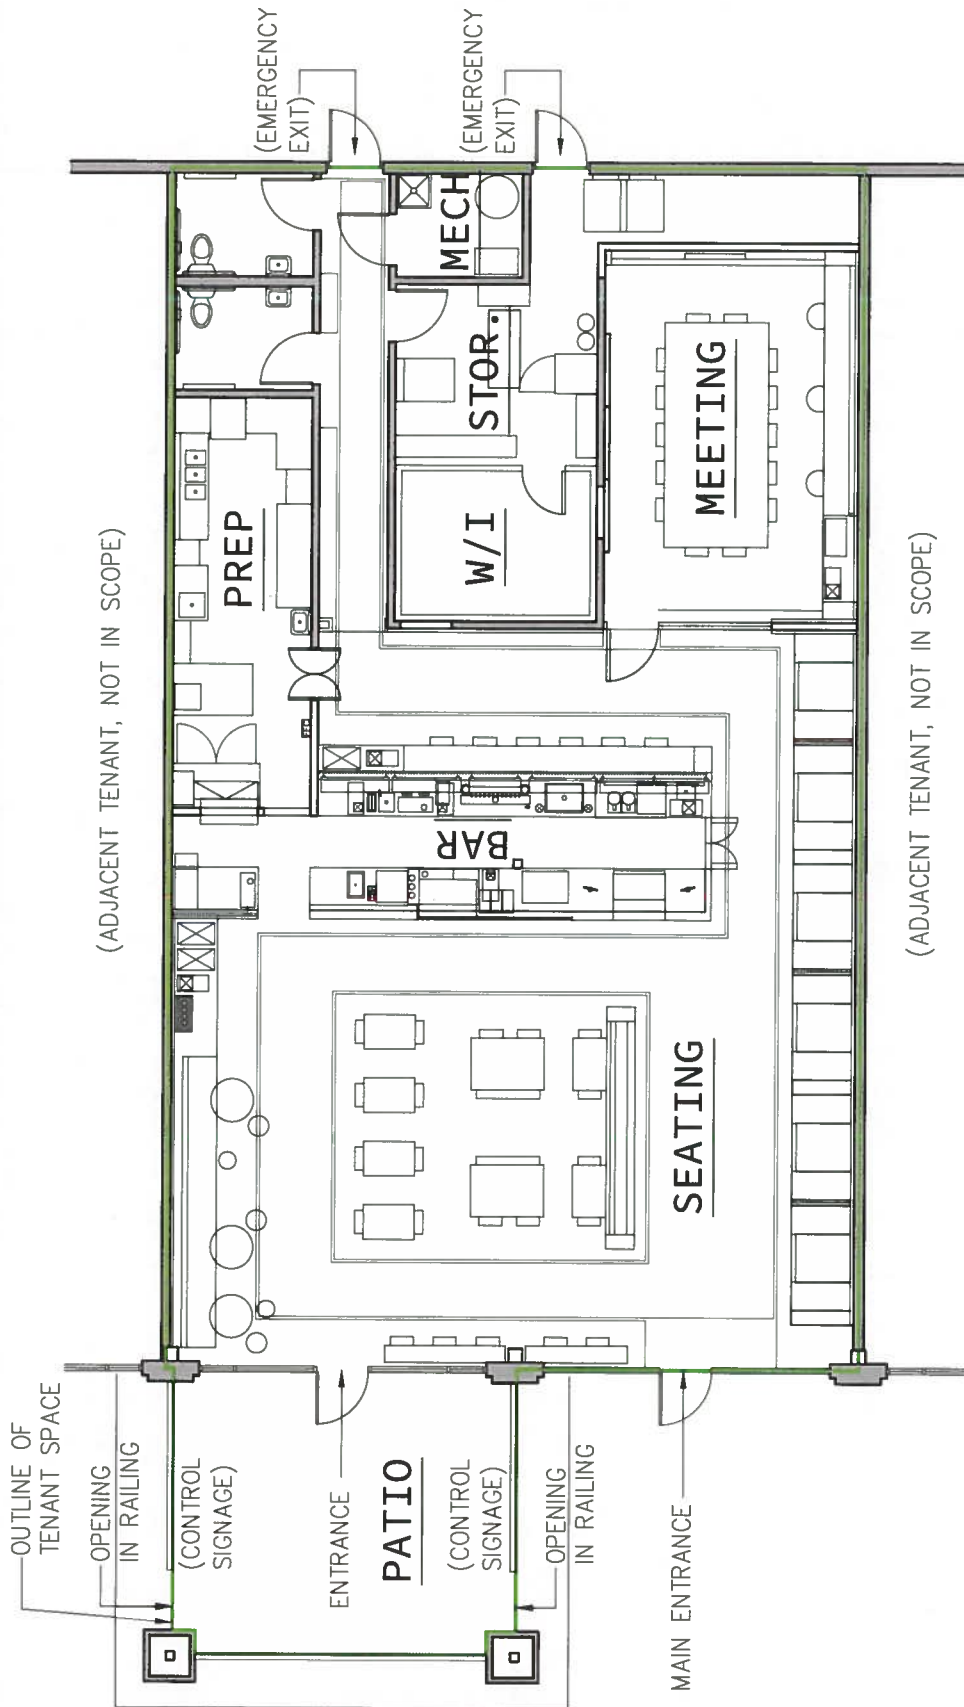 (EMERGENCY
EXIT)
(EMERGENCY
EXIT)
MECH
STOR.
PREP
W/I
MEETING
(ADJACENT TENANT, NOT IN SCOPE)
(ADJACENT TENANT, NOT IN SCOPE)
BAR
SEATING
OUTLINE OF
TENANT SPACE
OPENING
IN RAILING
(CONTROL
SIGNAGE)
ENTRANCE
PATIO
(CONTROL
SIGNAGE)
OPENING
IN RAILING
MAIN ENTRANCE